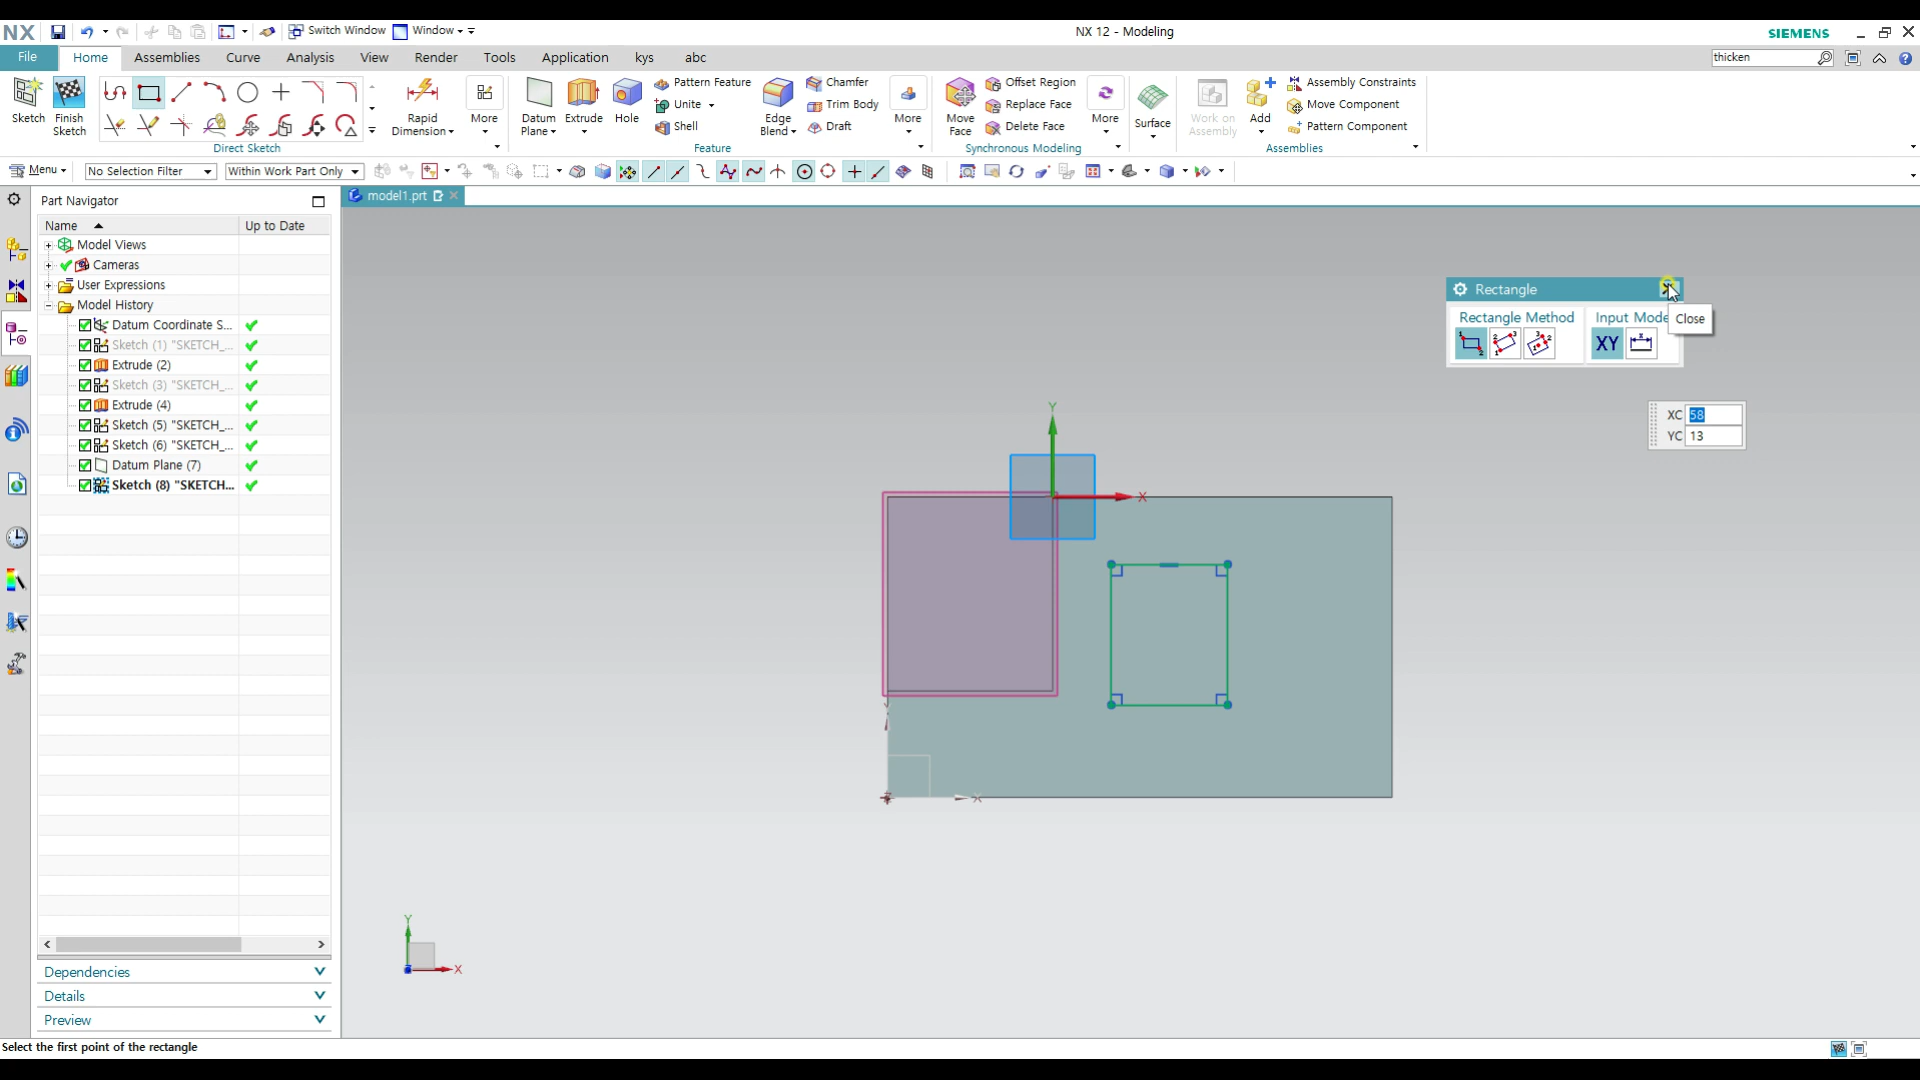 NX
Switch Window
Window
NX 12 - Modeling
SIEMENS
File
Home
Assemblies
Curve
Analysis
View
Render
Tools
Application
kys
abc
thicken
Sketch
Finish
Sketch
Rapid
Dimension
More
Direct Sketch
Datum
Plane
Extrude
Hole
Pattern Feature
Unite
Shell
Edge
Blend
Chamfer
Trim Body
Draft
More
Feature
Move
Face
Offset Region
Replace Face
Delete Face
More
Synchronous Modeling
Surface
Work on
Assembly
Add
Assembly Constraints
Move Component
Pattern Component
Assemblies
Menu
No Selection Filter
Within Work Part Only
Part Navigator
model1.prt
Name
Up to Date
Model Views
Cameras
User Expressions
Model History
Datum Coordinate S...
Sketch (1) "SKETCH_...
Extrude (2)
Sketch (3) "SKETCH_...
Extrude (4)
Sketch (5) "SKETCH_...
Sketch (6) "SKETCH_...
Datum Plane (7)
Sketch (8) "SKETCH...
Rectangle
Rectangle Method
Input Mode
Close
XY
XC 58
YC 13
Y
X
X
Y
X
Dependencies
Details
Preview
Select the first point of the rectangle